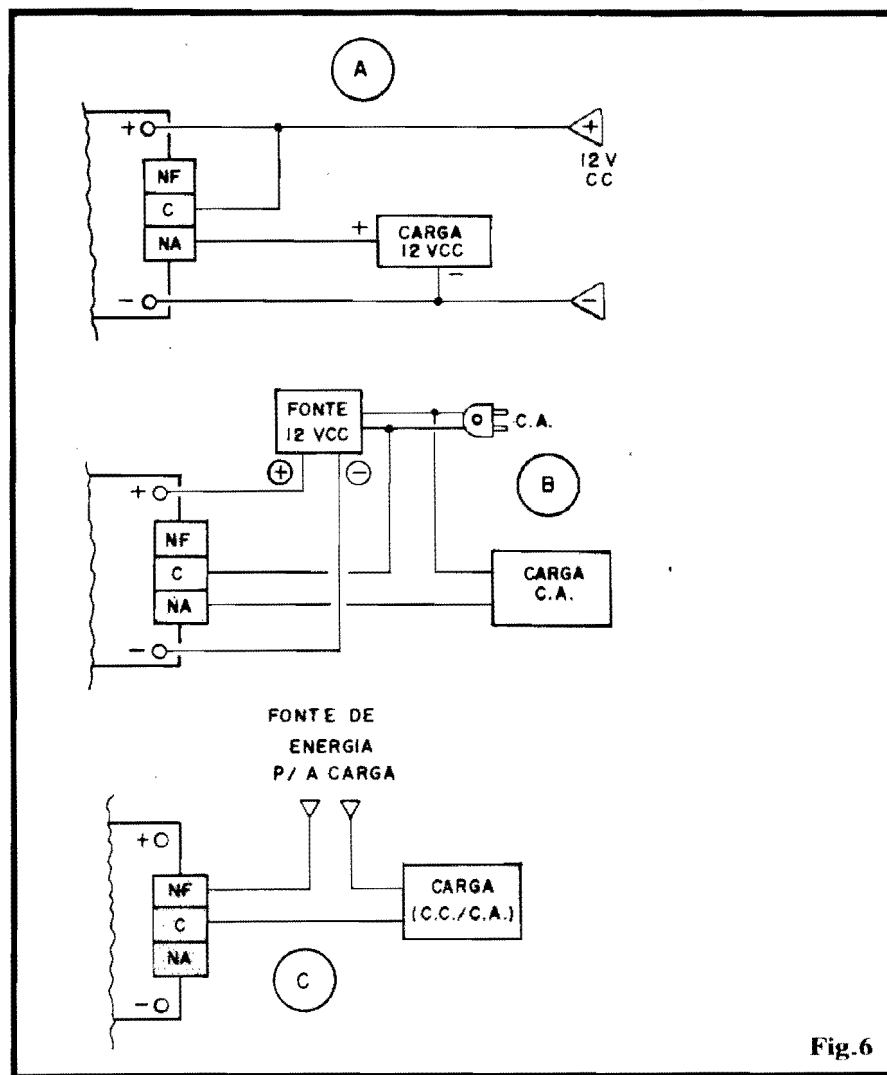 A
+
+
12 V
CC
NF
C
NA
+
CARGA
12 VCC
-
-
-
FONTE
12 VCC
C.A.
+
-
B
+
NF
C
NA
CARGA
C.A.
-
FONTE DE
ENERGIA
P/ A CARGA
+
NF
C
NA
CARGA
(C.C./C.A.)
C
-
Fig.6